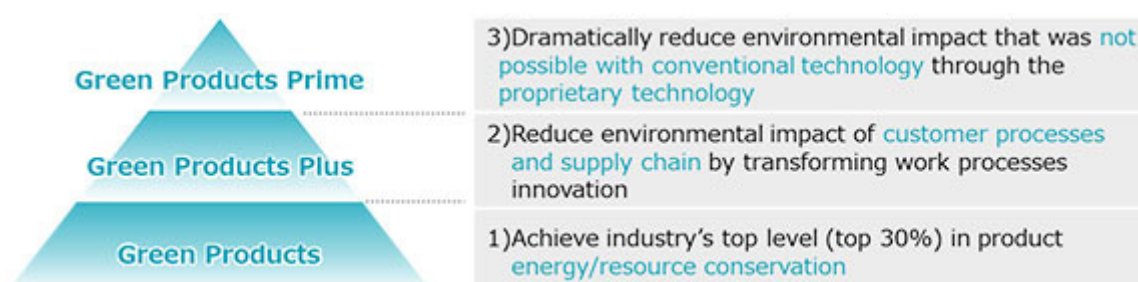 Green Products Prime
3)Dramatically reduce environmental impact that was not
possible with conventional technology through the
proprietary technology
Green Products Plus
2)Reduce environmental impact of customer processes
and supply chain by transforming work processes
innovation
Green Products
1)Achieve industry's top level (top 30%) in product
energy/resource conservation